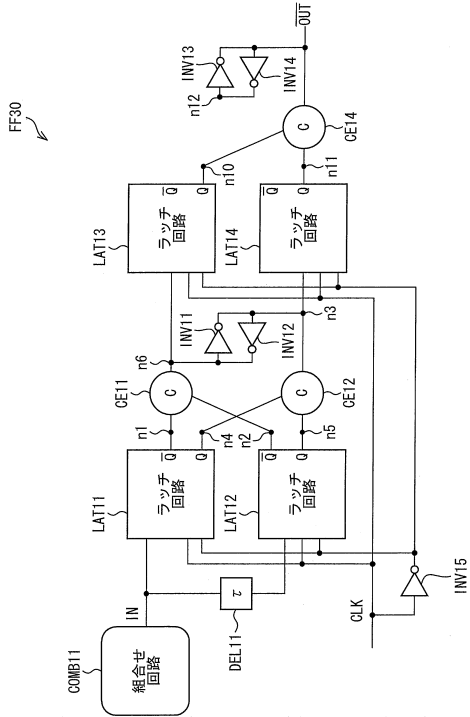 FF30
COMB11
組合せ
回路
IN
DEL11
τ
LAT11
ラッチ
回路
Q
Q
LAT12
ラッチ
回路
Q
Q
n1
n4
n2
n5
CE11
C
CE12
C
n6
INV11
INV12
n3
LAT13
ラッチ
回路
Q
Q
LAT14
ラッチ
回路
Q
Q
n10
n11
CE14
C
n12
INV13
INV14
OUT
CLK
INV15